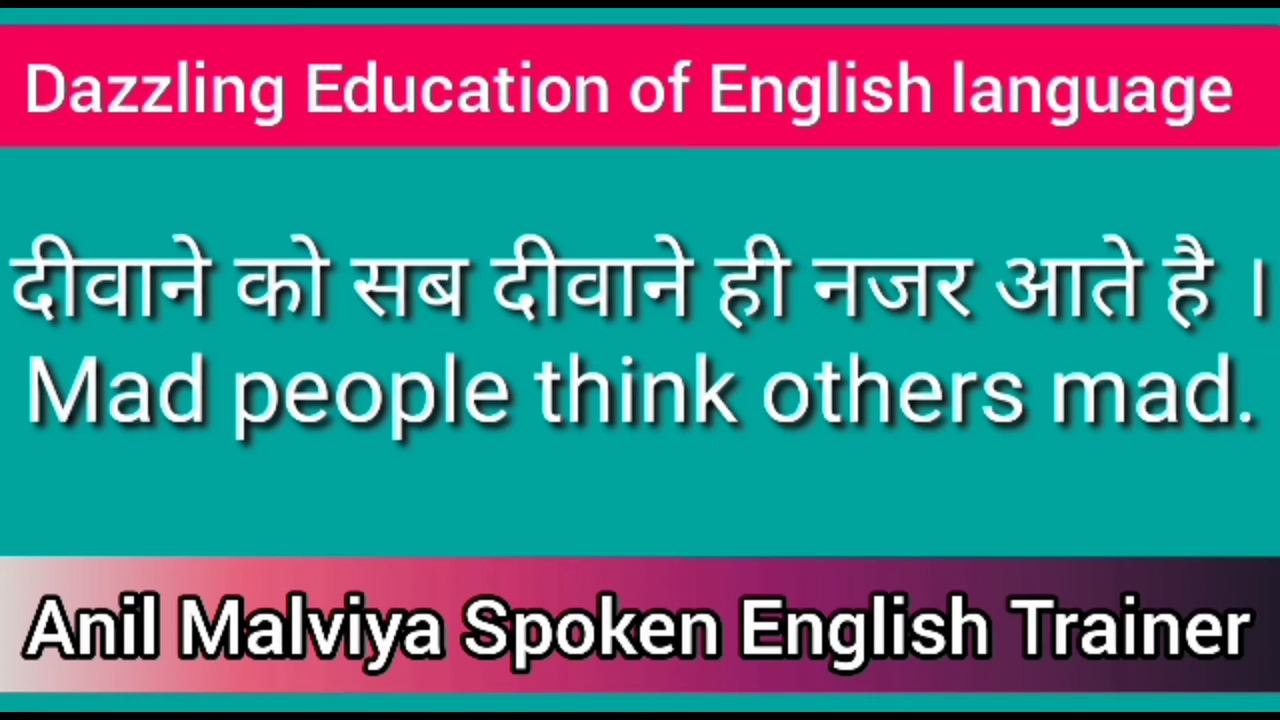 Dazzling Education of English language
दीवाने को सब दीवाने ही नजर आते है ।
Mad people think others mad.
Anil Malviya Spoken English Trainer